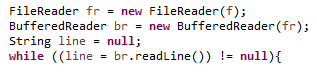 FileReader fr = new FileReader(f);
BufferedReader br = new BufferedReader(fr);
String line = null;
while ((line = br.readLine()) != null){